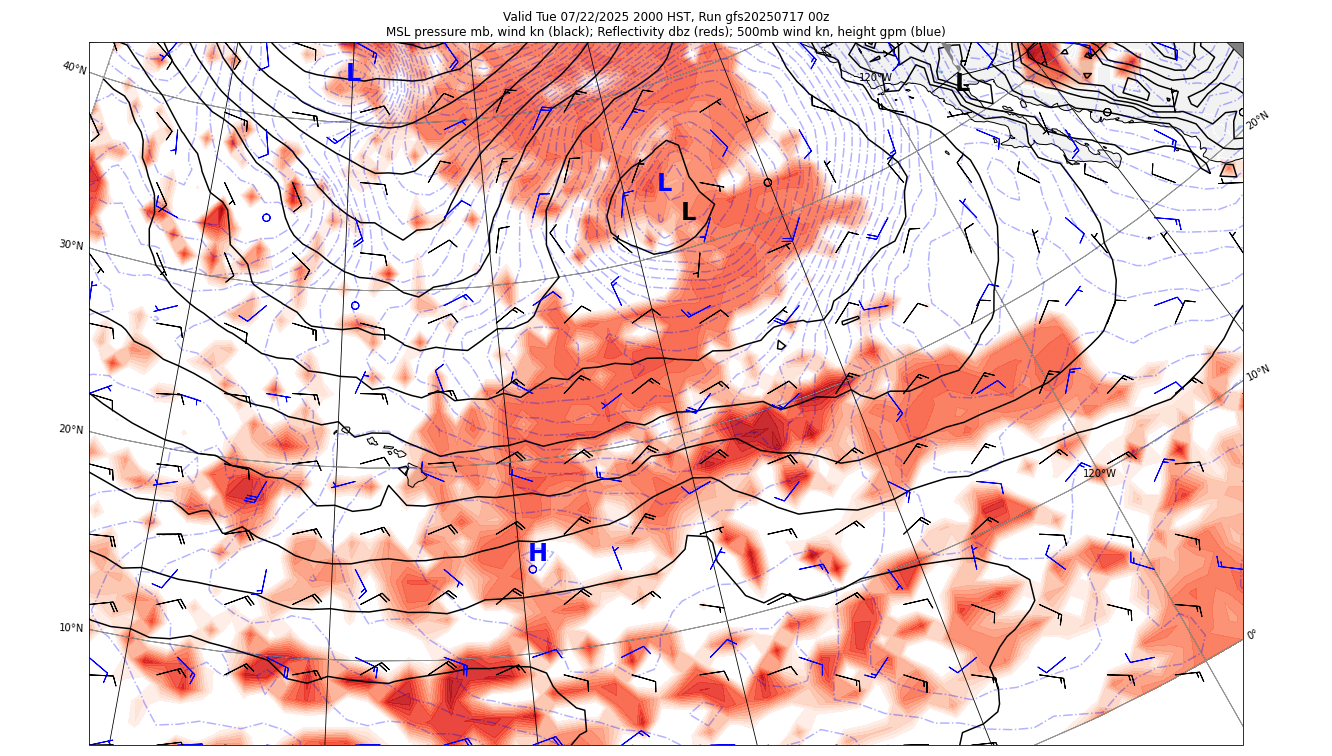 Valid Tue 07/22/2025 2000 HST, Run gfs20250717 00z
MSL pressure mb, wind kn (black); Reflectivity dbz (reds); 500mb wind kn, height gpm (blue)
40°N
L
120°W
L
20°N
L
L
30°N
10°N
20°N
120°W
H
10°N
0°